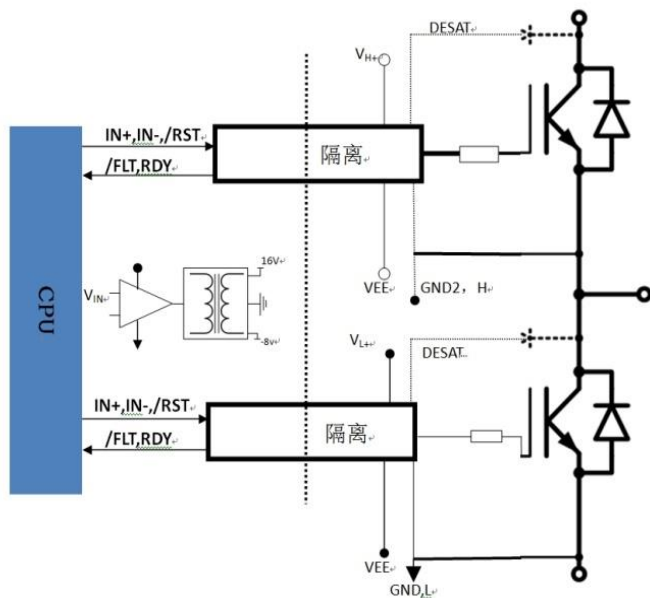 DESAT
VH+
IN+,IN-,/RST
隔离
/FLT,RDY
16V
VEE
GND2，H
CPU
VIN
-8v
VL+
DESAT
IN+,IN-,/RST
隔离
/FLT,RDY
VEE
GND,L